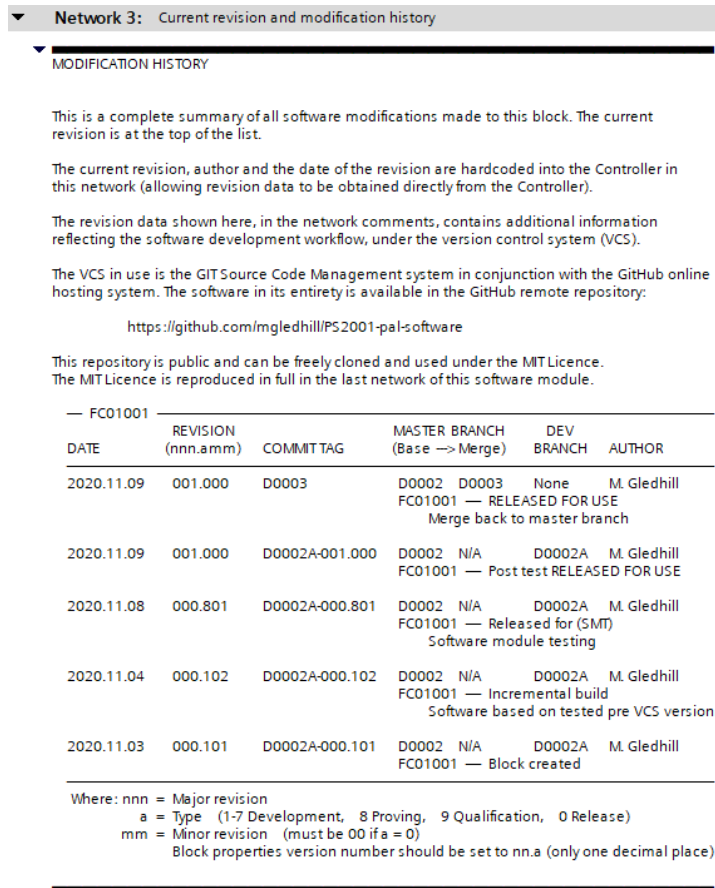 Network 3: Current revision and modification history
MODIFICATION HISTORY
This is a complete summary of all software modifications made to this block. The current
revision is at the top of the list.
The current revision, author and the date of the revision are hardcoded into the Controller in
this network (allowing revision data to be obtained directly from the Controller).
The revision data shown here, in the network comments, contains additional information
reflecting the software development workflow, under the version control system (VCS).
The VCS in use is the GIT Source Code Management system in conjunction with the GitHub online
hosting system. The software in its entirety is available in the GitHub remote repository:
https://github.com/mgledhill/PS2001-pal-software
This repository is public and can be freely cloned and used under the MIT Licence.
The MIT Licence is reproduced in full in the last network of this software module.
— FC01001
REVISION MASTER BRANCH DEV
DATE (nnn.amm) COMMIT TAG (Base —> Merge) BRANCH AUTHOR
2020.11.09 001.000 D0003 D0002 D0003 None M. Gledhill
FC01001 — RELEASED FOR USE
Merge back to master branch
2020.11.09 001.000 D0002A-001.000 D0002 N/A D0002A M. Gledhill
FC01001 — Post test RELEASED FOR USE
2020.11.08 000.801 D0002A-000.801 D0002 N/A D0002A M. Gledhill
FC01001 — Released for (SMT)
Software module testing
2020.11.04 000.102 D0002A-000.102 D0002 N/A D0002A M. Gledhill
FC01001 — Incremental build
Software based on tested pre VCS version
2020.11.03 000.101 D0002A-000.101 D0002 N/A D0002A M. Gledhill
FC01001 — Block created
Where: nnn = Major revision
a = Type (1-7 Development, 8 Proving, 9 Qualification, 0 Release)
mm = Minor revision (must be 00 if a = 0)
Block properties version number should be set to nn.a (only one decimal place)